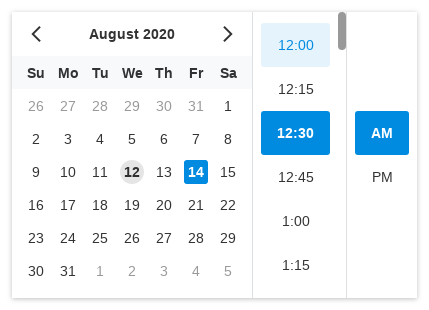 August 2020
Su Mo Tu We Th Fr Sa
26 27 28 29 30 31 1
2 3 4 5 6 7 8
9 10 11 12 13 14 15
16 17 18 19 20 21 22
23 24 25 26 27 28 29
30 31 1 2 3 4 5
12:00
12:15
12:30
12:45
1:00
1:15
AM
PM